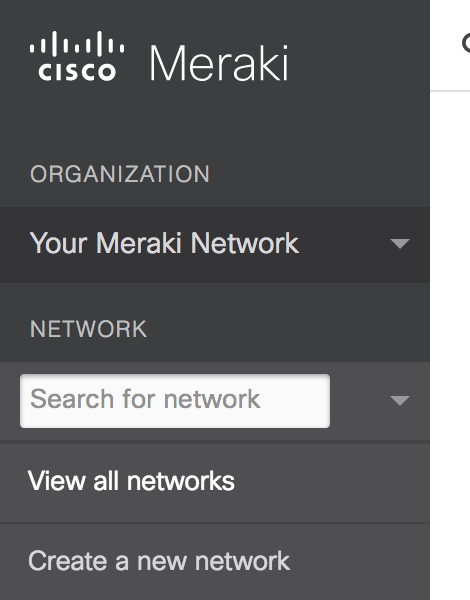 cisco Meraki
ORGANIZATION
Your Meraki Network
NETWORK
Search for network
View all networks
Create a new network